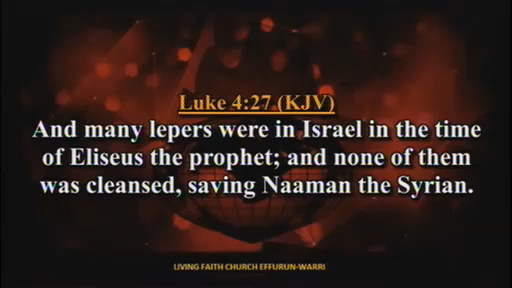 Luke 4:27 (KJV)
And many lepers were in Israel in the time
of Eliseus the prophet; and none of them
was cleansed, saving Naaman the Syrian.
LIVING FAITH CHURCH EFFURUN-WARRI